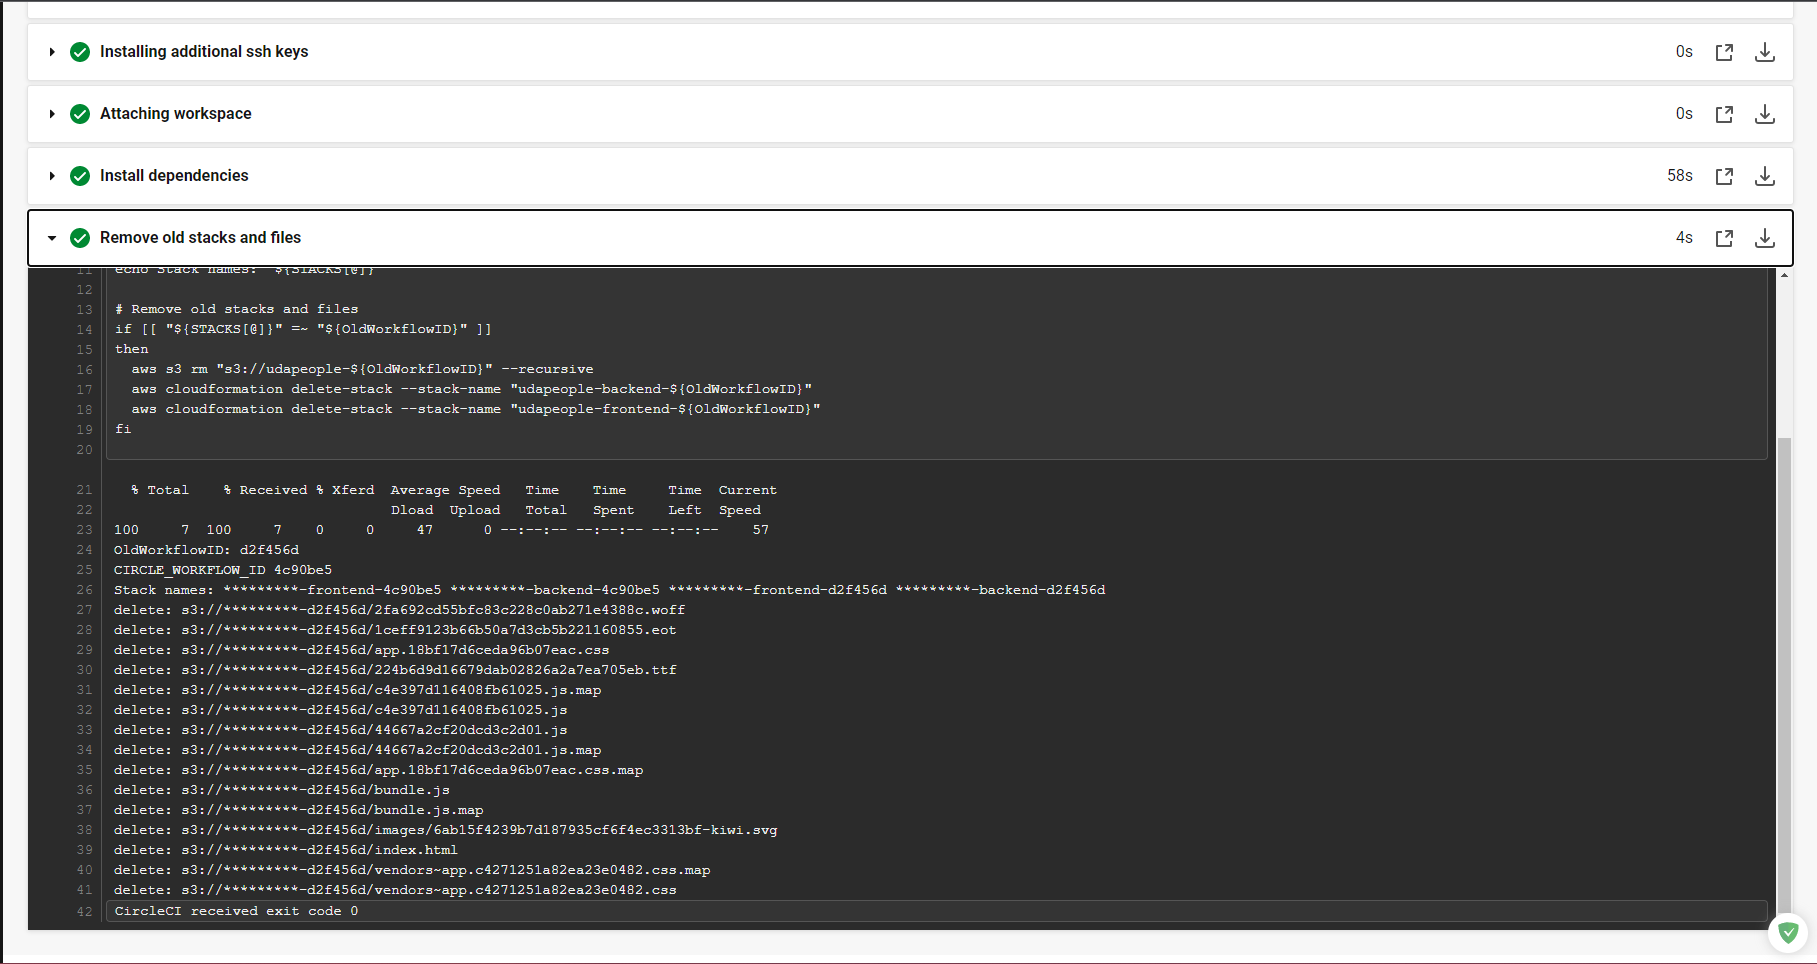 Installing additional ssh keys 0s
Attaching workspace 0s
Install dependencies 58s
Remove old stacks and files 4s
11 echo Stack names: "${STACKS[@]}"
12
13 # Remove old stacks and files
14 if [[ "${STACKS[@]}" =~ "${OldWorkflowID}" ]]
15 then
16   aws s3 rm "s3://udapeople-${OldWorkflowID}" --recursive
17   aws cloudformation delete-stack --stack-name "udapeople-backend-${OldWorkflowID}"
18   aws cloudformation delete-stack --stack-name "udapeople-frontend-${OldWorkflowID}"
19 fi
20
21   % Total    % Received % Xferd  Average Speed   Time    Time     Time  Current
22                                  Dload  Upload   Total   Spent    Left  Speed
23 100     7  100     7    0     0     47      0 --:--:-- --:--:-- --:--:--    57
24 OldWorkflowID: d2f456d
25 CIRCLE_WORKFLOW_ID 4c90be5
26 Stack names: *********-frontend-4c90be5 *********-backend-4c90be5 *********-frontend-d2f456d *********-backend-d2f456d
27 delete: s3://*********-d2f456d/2fa692cd55bfc83c228c0ab271e4388c.woff
28 delete: s3://*********-d2f456d/1ceff9123b66b50a7d3cb5b221160855.eot
29 delete: s3://*********-d2f456d/app.18bf17d6ceda96b07eac.css
30 delete: s3://*********-d2f456d/224b6d9d16679dab02826a2a7ea705eb.ttf
31 delete: s3://*********-d2f456d/c4e397d116408fb61025.js.map
32 delete: s3://*********-d2f456d/c4e397d116408fb61025.js
33 delete: s3://*********-d2f456d/44667a2cf20dcd3c2d01.js
34 delete: s3://*********-d2f456d/44667a2cf20dcd3c2d01.js.map
35 delete: s3://*********-d2f456d/app.18bf17d6ceda96b07eac.css.map
36 delete: s3://*********-d2f456d/bundle.js
37 delete: s3://*********-d2f456d/bundle.js.map
38 delete: s3://*********-d2f456d/images/6ab15f4239b7d187935cf6f4ec3313bf-kiwi.svg
39 delete: s3://*********-d2f456d/index.html
40 delete: s3://*********-d2f456d/vendors~app.c4271251a82ea23e0482.css.map
41 delete: s3://*********-d2f456d/vendors~app.c4271251a82ea23e0482.css
42 CircleCI received exit code 0